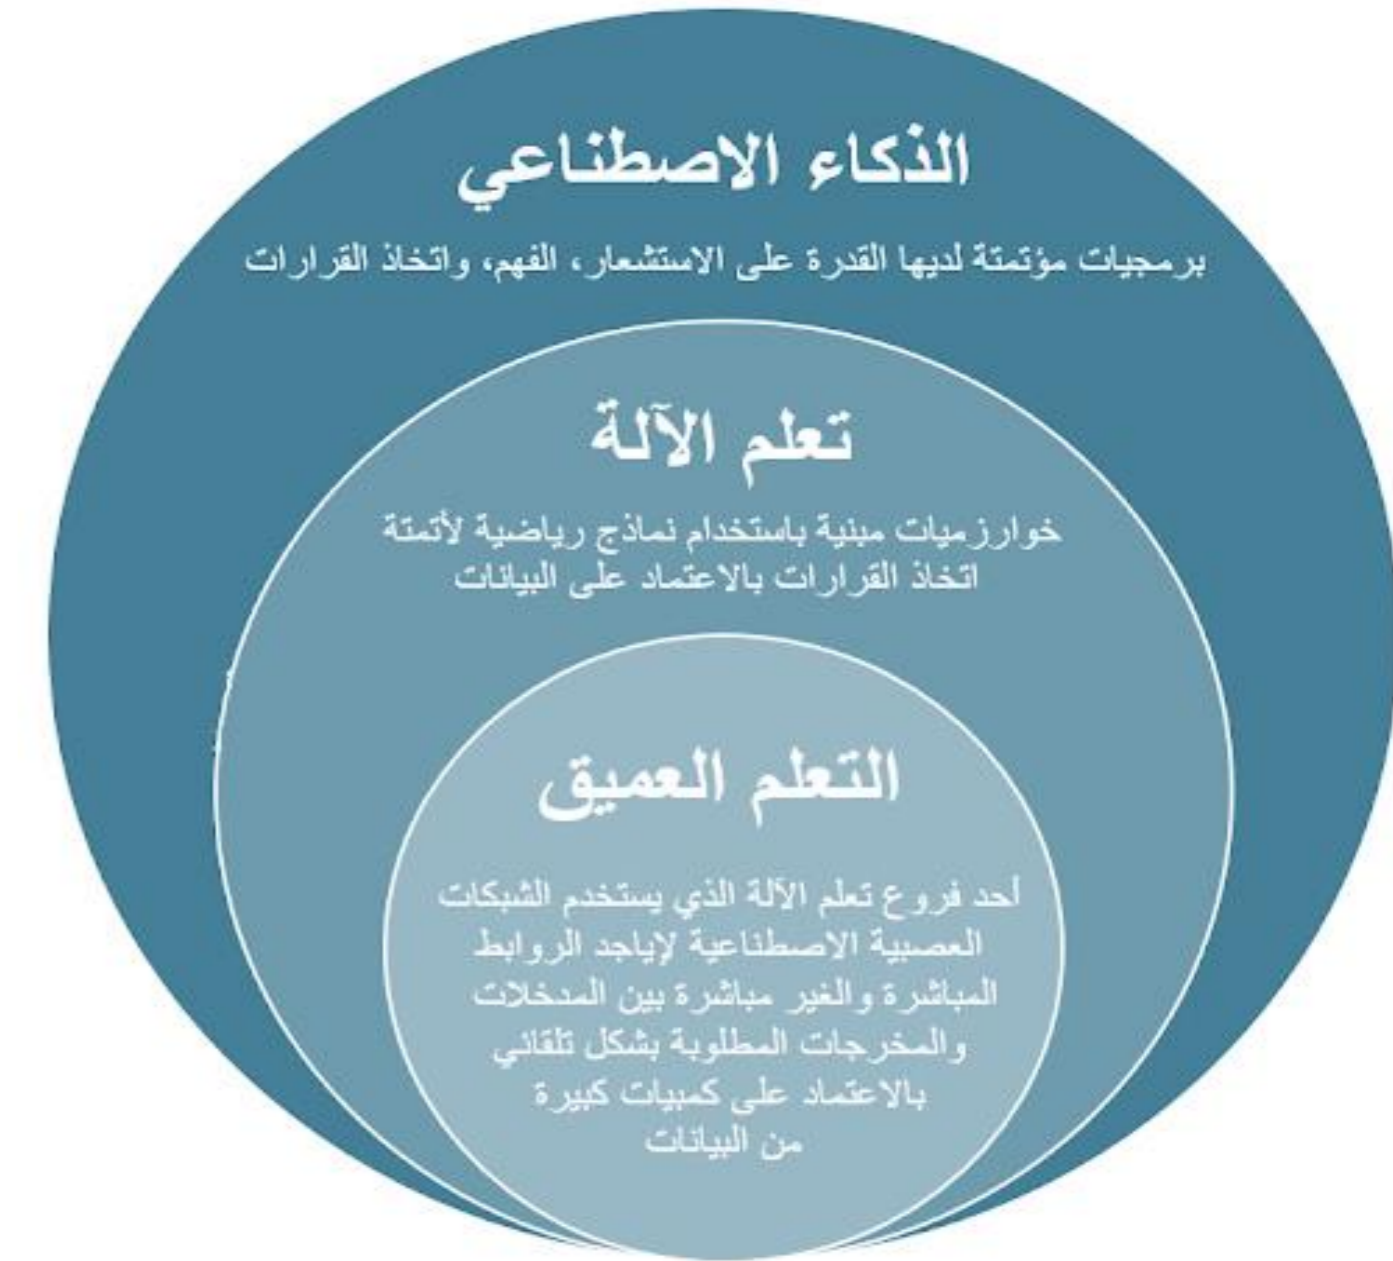 الذكاء الاصطناعي
برمجيات مؤتمتة لديها القدرة على الاستشعار، الفهم، واتخاذ القرارات
تعلم الآلة
خوارزميات مبنية باستخدام نماذج رياضية لأتمتة
اتخاذ القرارات بالاعتماد على البيانات
التعلم العميق
أحد فروع تعلم الآلة الذي يستخدم الشبكات
العصبية الاصطناعية لإياجد الروابط
المباشرة والغير مباشرة بين المدخلات
والمخرجات المطلوبة بشكل تلقائي
بالاعتماد على كمبيات كبيرة
من البيانات